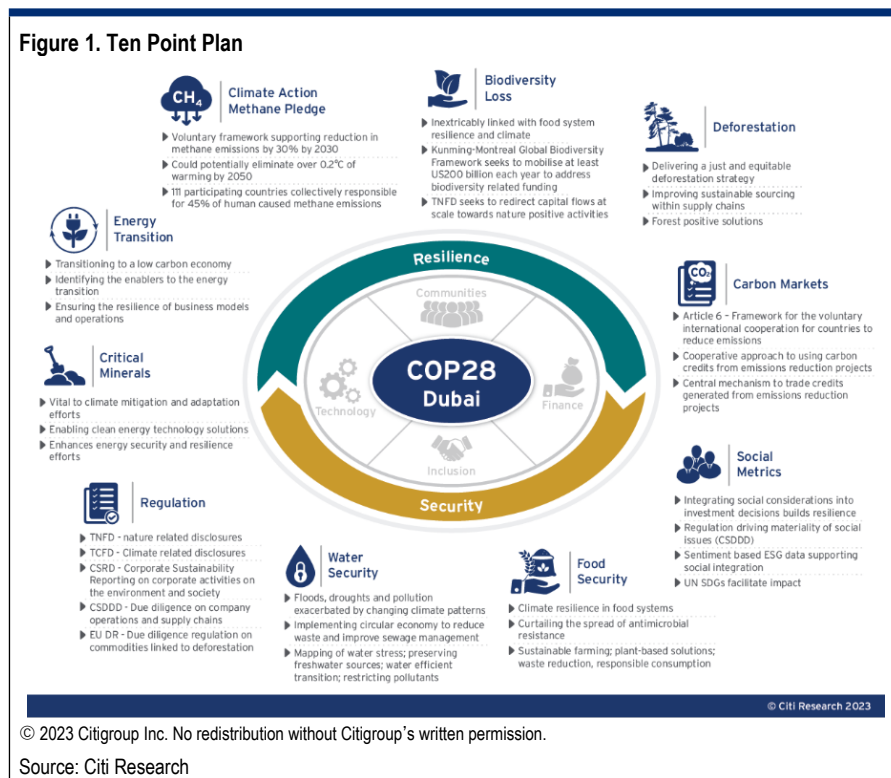 Figure 1. Ten Point Plan
CH4
Climate Action
Methane Pledge
Voluntary framework supporting reduction in
methane emissions by 30% by 2030
Could potentially eliminate over 0.2°C of
warming by 2050
111 participating countries collectively responsible
for 45% of human caused methane emissions
Biodiversity
Loss
Inextricably linked with food system
resilience and climate
Kunming-Montreal Global Biodiversity
Framework seeks to mobilise at least
US200 billion each year to address
biodiversity related funding
TNFD seeks to redirect capital flows at
scale towards nature positive activities
Deforestation
Delivering a just and equitable
deforestation strategy
Improving sustainable sourcing
within supply chains
Forest positive solutions
Energy
Transition
Transitioning to a low carbon economy
Identifying the enablers to the energy
transition
Ensuring the resilience of business models
and operations
Resilience
Communities
COP28
Dubai
Technology
Finance
Inclusion
Security
CO2
Carbon Markets
Article 6 – Framework for the voluntary
international cooperation for countries to
reduce emissions
Cooperative approach to using carbon
credits from emissions reduction projects
Central mechanism to trade credits
generated from emissions reduction
projects
Critical
Minerals
Vital to climate mitigation and adaptation
efforts
Enabling clean energy technology solutions
Enhances energy security and resilience
efforts
Social
Metrics
Integrating social considerations into
investment decisions builds resilience
Regulation driving materiality of social
issues (CSDDD)
Sentiment based ESG data supporting
social integration
UN SDGs facilitate impact
Regulation
TNFD - nature related disclosures
TCFD - Climate related disclosures
CSRD - Corporate Sustainability
Reporting on corporate activities on
the environment and society
CSDDD - Due diligence on company
operations and supply chains
EU DR - Due diligence regulation on
commodities linked to deforestation
Water
Security
Floods, droughts and pollution
exacerbated by changing climate patterns
Implementing circular economy to reduce
waste and improve sewage management
Mapping of water stress; preserving
freshwater sources; water efficient
transition; restricting pollutants
Food
Security
Climate resilience in food systems
Curtailing the spread of antimicrobial
resistance
Sustainable farming; plant-based solutions;
waste reduction, responsible consumption
© Citi Research 2023
© 2023 Citigroup Inc. No redistribution without Citigroup's written permission.
Source: Citi Research